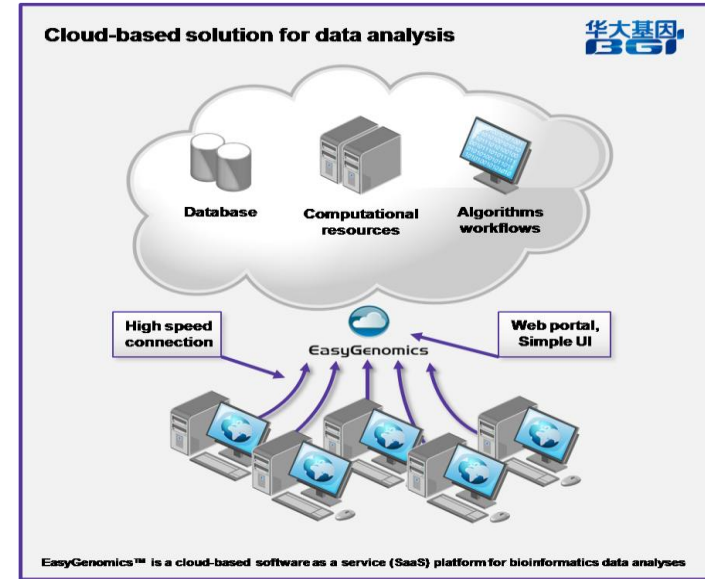 Cloud-based solution for data analysis
华大基因
BGI
Database
Computational
resources
Algorithms
workflows
High speed
connection
EasyGenomics
Web portal,
Simple UI
EasyGenomics™ is a cloud-based software as a service (SaaS) platform for bioinformatics data analyses